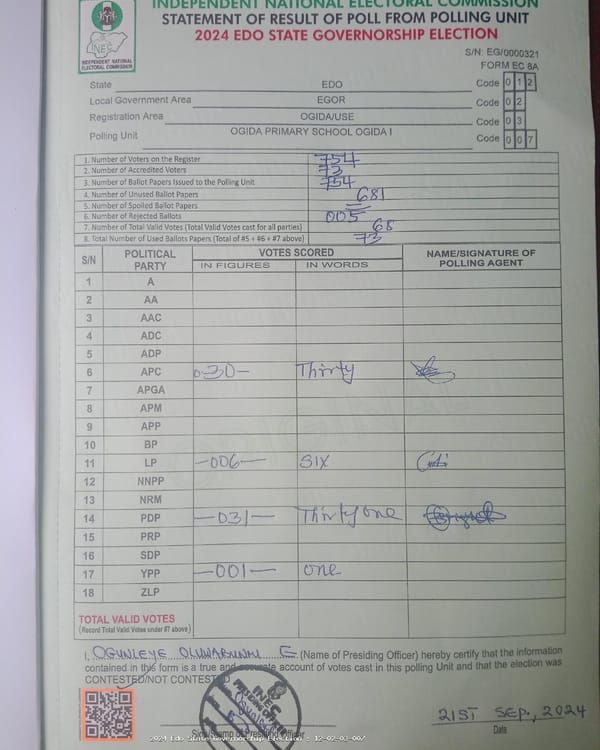 INDEPENDENT NATIONAL ELECTORAL COMMISSION
STATEMENT OF RESULT OF POLL FROM POLLING UNIT
2024 EDO STATE GOVERNORSHIP ELECTION
INEC
INDEPENDENT NATIONAL
ELECTORAL COMMISSION
S/N: EG/0000321
FORM EC 8A
State EDO Code 0 1 2
Local Government Area EGOR Code 0 2
Registration Area OGIDA/USE Code 0 3
Polling Unit OGIDA PRIMARY SCHOOL OGIDA I Code 0 0 7
1. Number of Voters on the Register 754
2. Number of Accredited Voters 73
3. Number of Ballot Papers Issued to the Polling Unit 754
4. Number of Unused Ballot Papers 681
5. Number of Spoiled Ballot Papers
6. Number of Rejected Ballots 005
7. Number of Total Valid Votes (Total Valid Votes cast for all parties) 68
8. Total Number of Used Ballots Papers (Total of #5 + #6 + #7 above) 73
S/N POLITICAL PARTY VOTES SCORED NAME/SIGNATURE OF POLLING AGENT
IN FIGURES IN WORDS
1 A
2 AA
3 AAC
4 ADC
5 ADP
6 APC 030- Thirty
7 APGA
8 APM
9 APP
10 BP
11 LP -006- SIX
12 NNPP
13 NRM
14 PDP -031- Thirty one
15 PRP
16 SDP
17 YPP -001- one
18 ZLP
TOTAL VALID VOTES
(Record Total Valid Votes under #7 above)
I, OGUNLEYE OLUWABUNMI E (Name of Presiding Officer) hereby certify that the information
contained in this form is a true and accurate account of votes cast in this polling Unit and that the election was
CONTESTED/NOT CONTESTED
INEC
21ST SEP., 2024
Date
2024 Edo State Governorship Election - 12-02-03-007